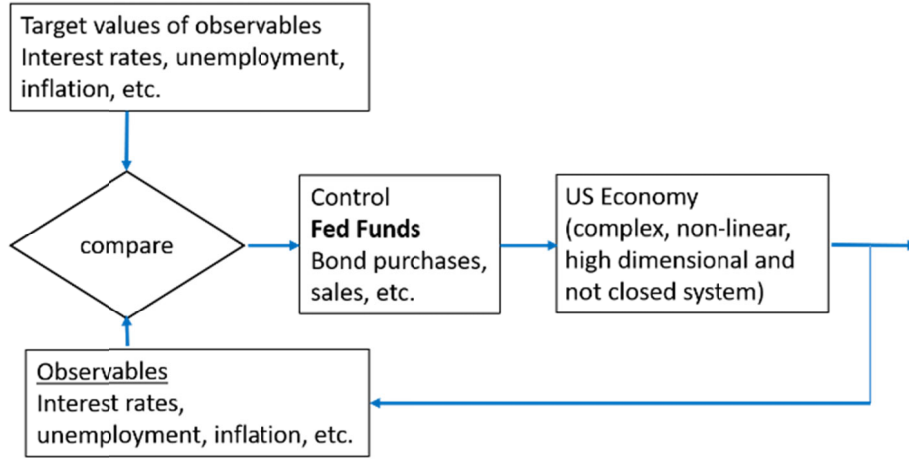 Target values of observables
Interest rates, unemployment,
inflation, etc.
compare
Control
Fed Funds
Bond purchases,
sales, etc.
US Economy
(complex, non-linear,
high dimensional and
not closed system)
Observables
Interest rates,
unemployment, inflation, etc.